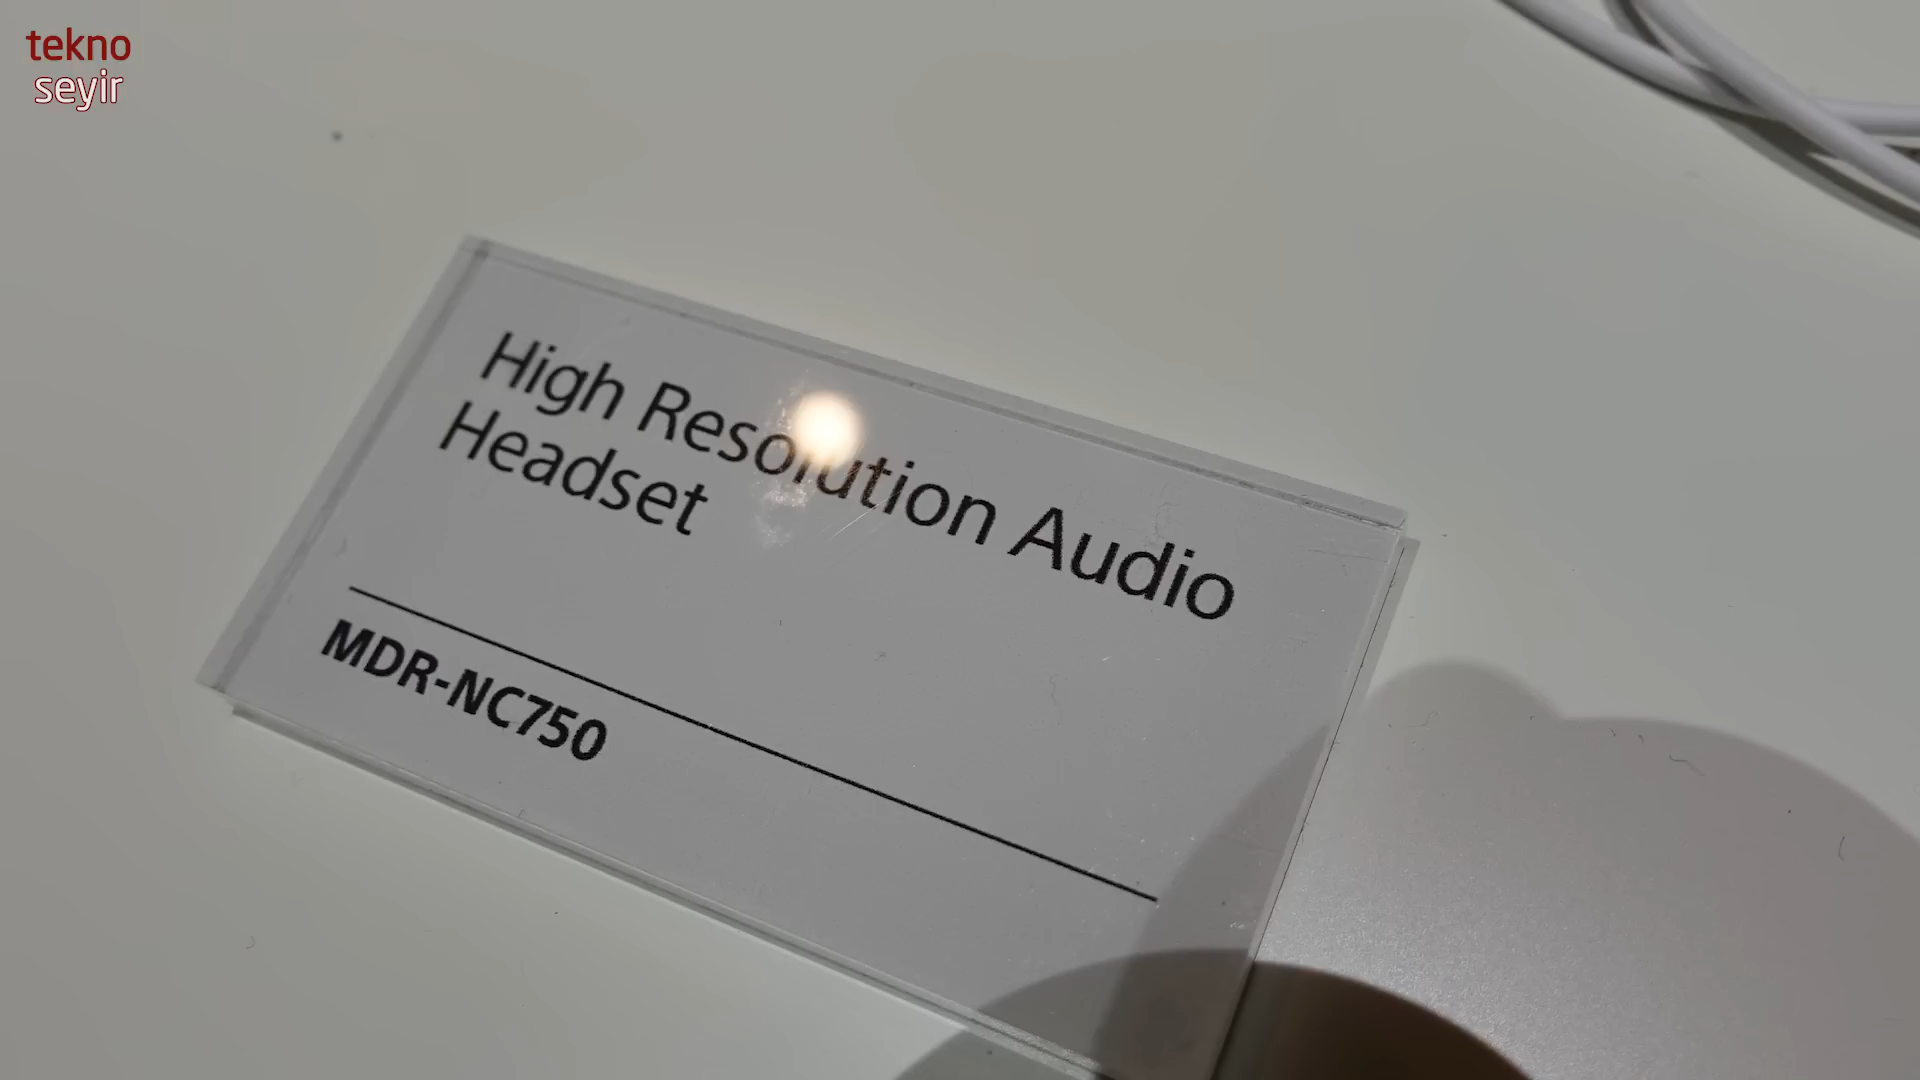 tekno
seyir
High Resolution Audio
Headset
MDR-NC750